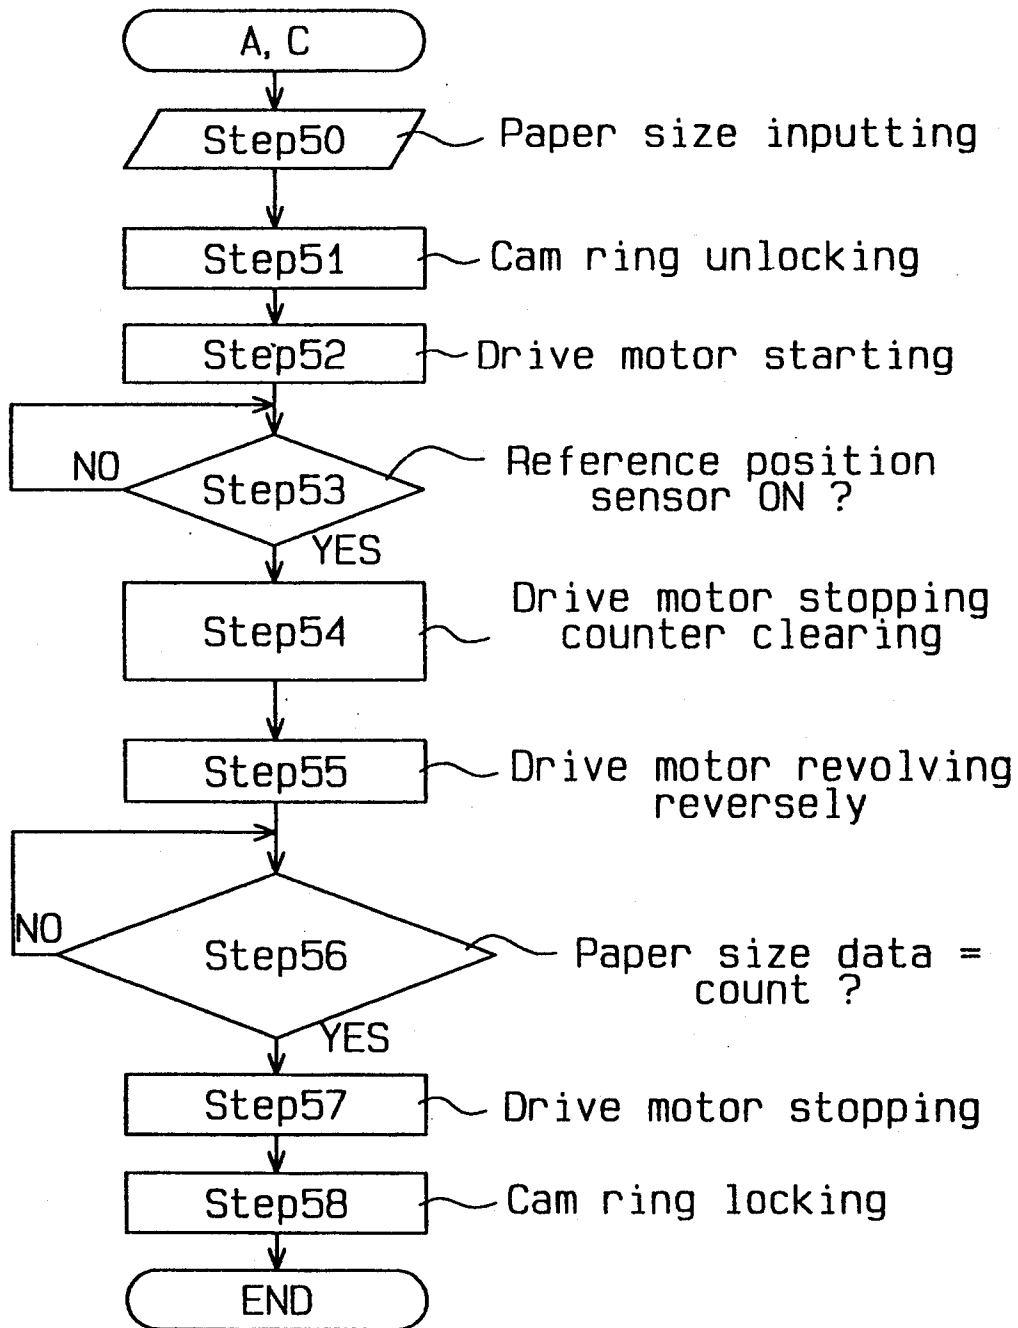 A, C
Step50
Paper size inputting
Step51
Cam ring unlocking
Step52
Drive motor starting
NO
Step53
Reference position
sensor ON ?
YES
Step54
Drive motor stopping
counter clearing
Step55
Drive motor revolving
reversely
NO
Step56
Paper size data =
count ?
YES
Step57
Drive motor stopping
Step58
Cam ring locking
END